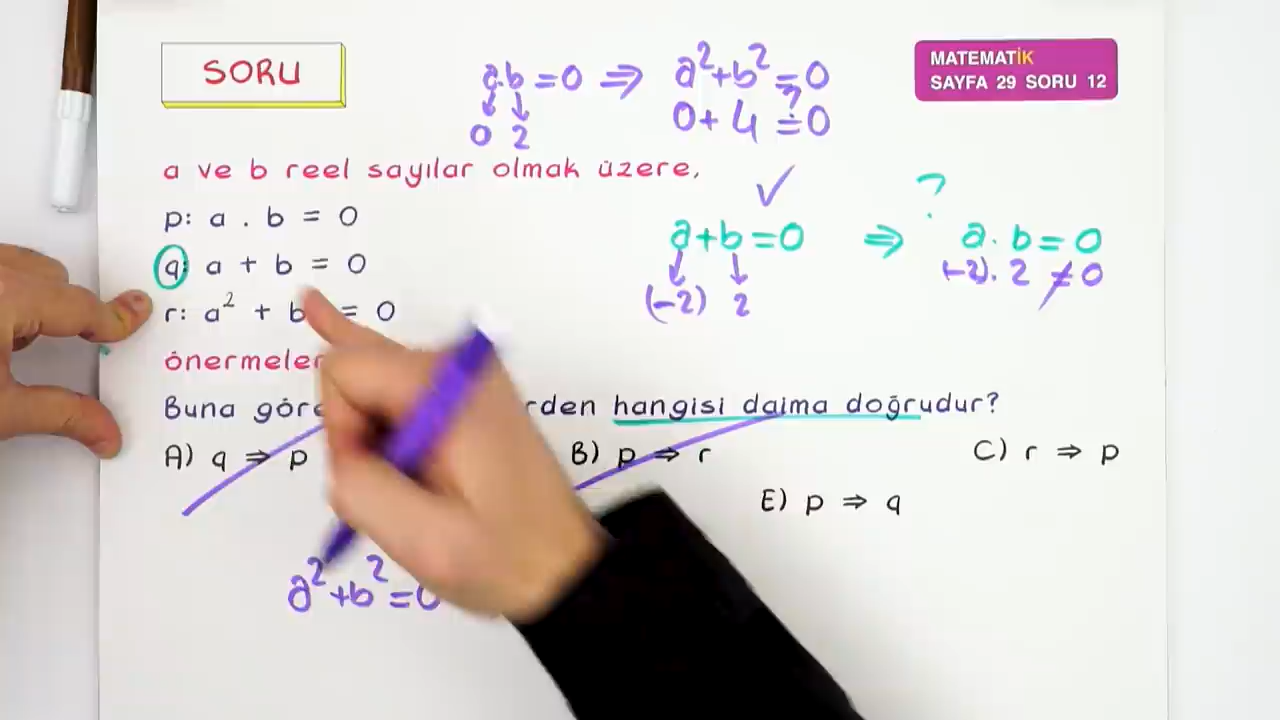 SORU
a.b = 0 ⇒ a²+b² = 0
0 2
0 + 4 ≟ 0
MATEMATİK
SAYFA 29 SORU 12
a ve b reel sayılar olmak üzere,
✓
?
p: a . b = 0
a+b = 0 ⇒ a. b = 0
(-2) 2
(-2). 2 ≠ 0
q: a + b = 0
r: a² + b = 0
önermeler
Buna göre hangisi daima doğrudur?
A) q ⇒ p B) p ⇒ r C) r ⇒ p
E) p ⇒ q
a²+b² = 0